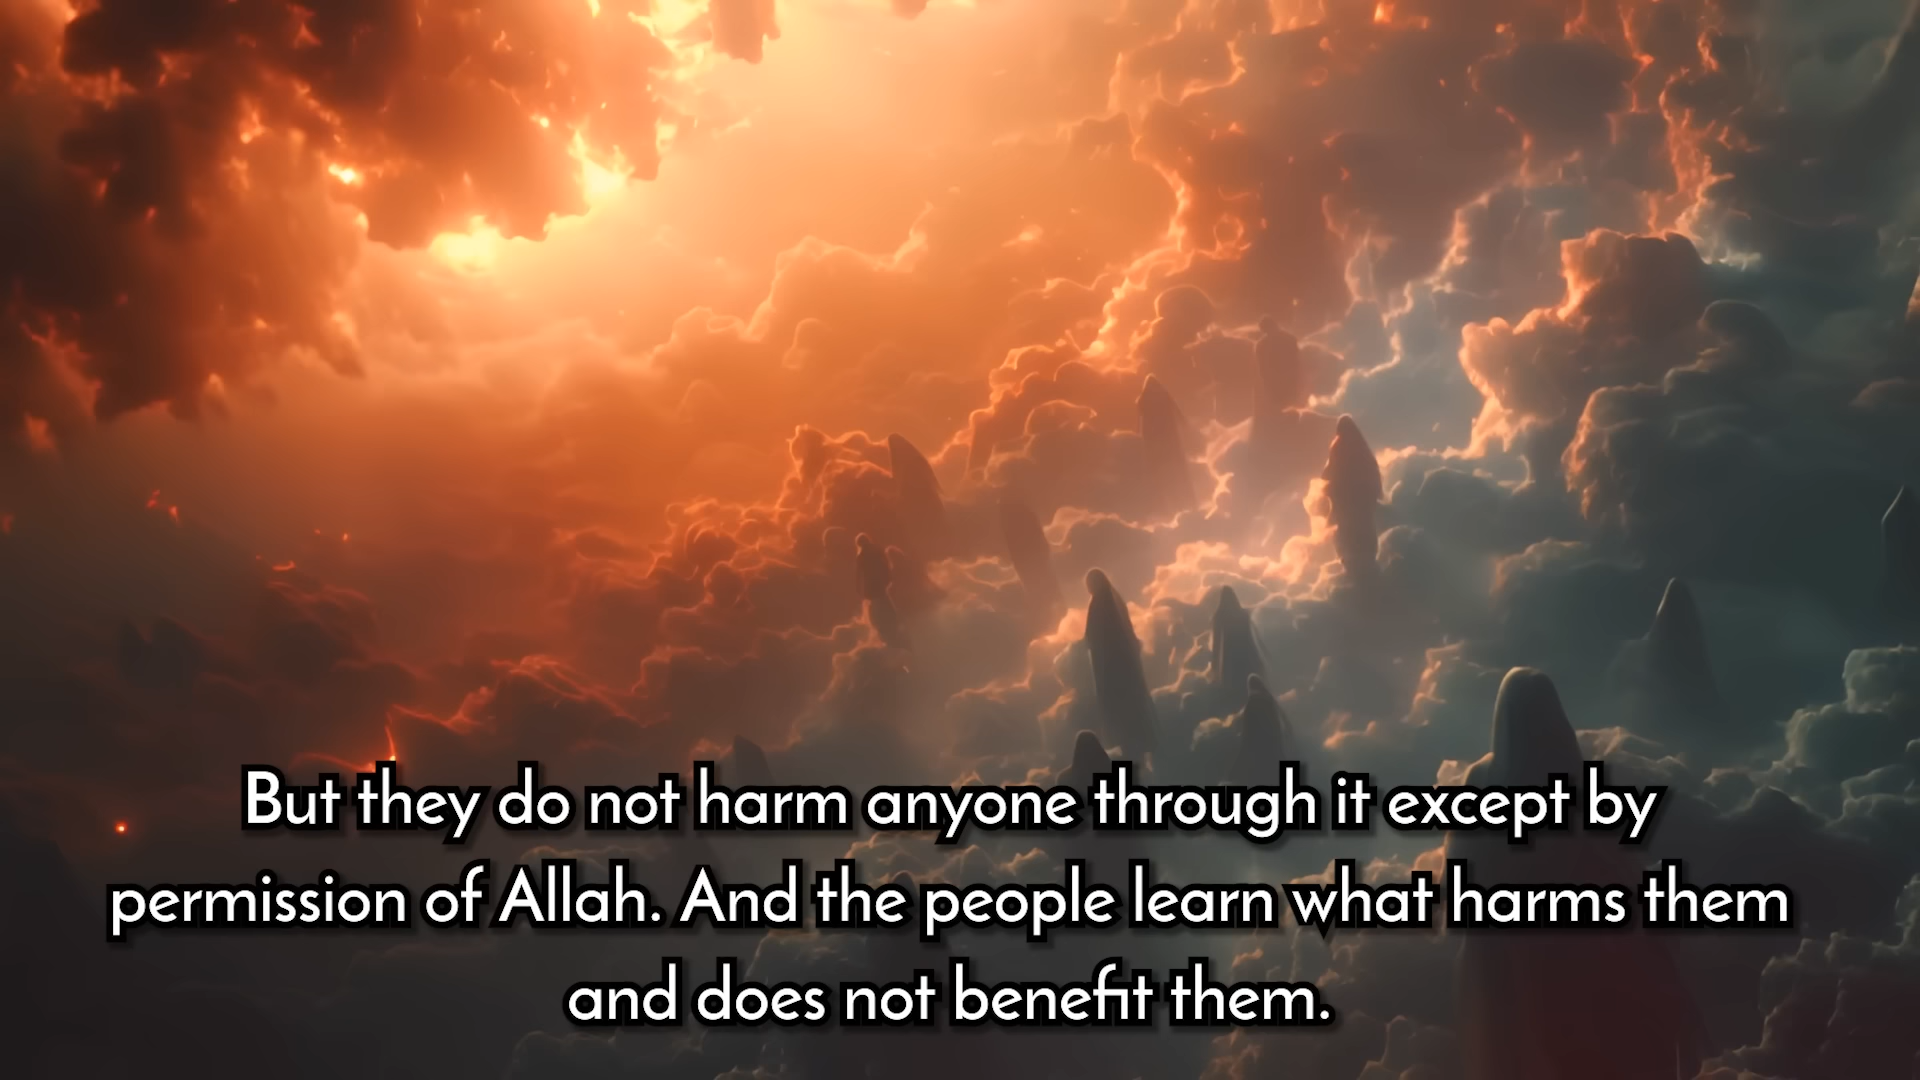 But they do not harm anyone through it except by
permission of Allah. And the people learn what harms them
and does not benefit them.